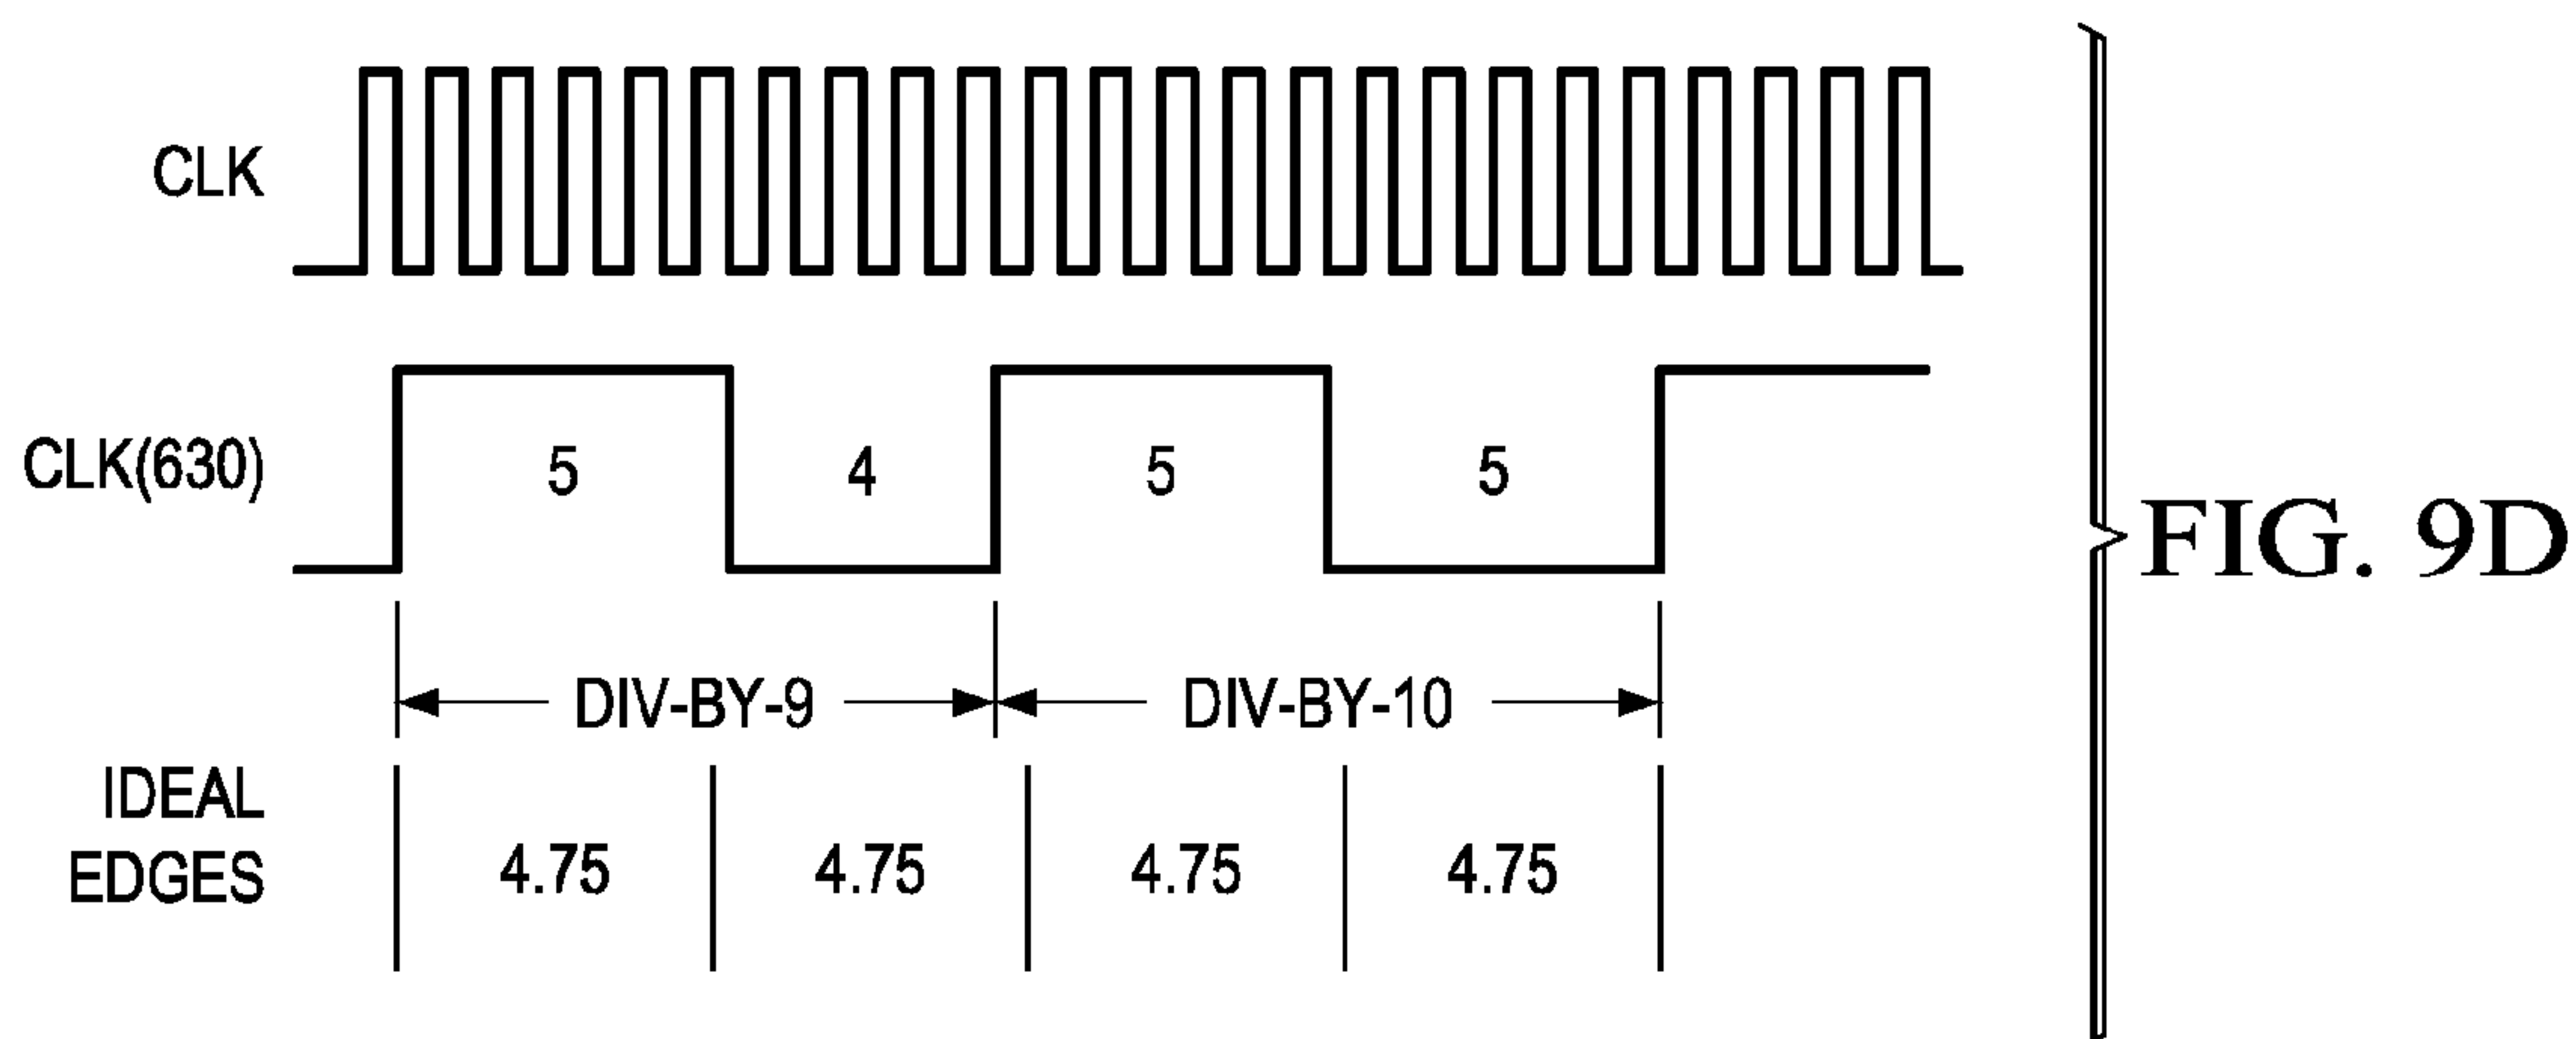 CLK
CLK(630)
5 4 5 5
DIV-BY-9 DIV-BY-10
IDEAL
EDGES
4.75 4.75 4.75 4.75
FIG. 9D